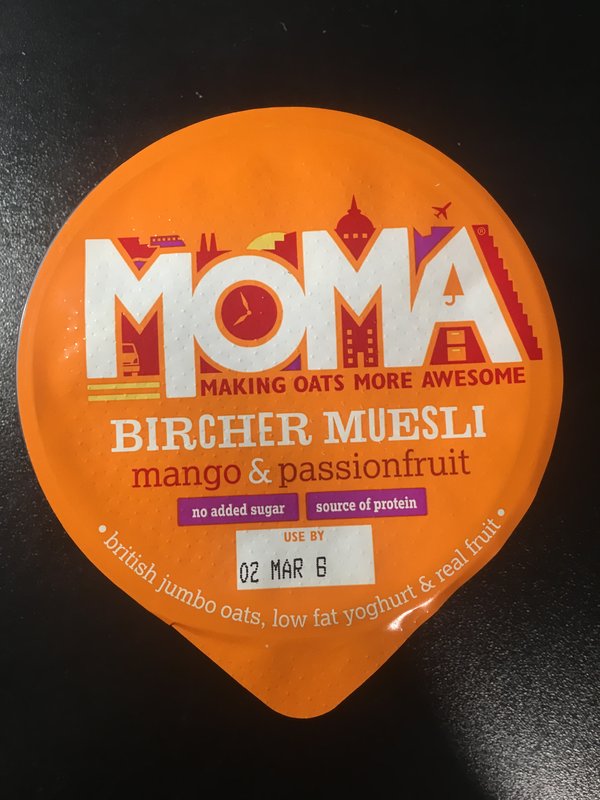 MOMA®
MAKING OATS MORE AWESOME
BIRCHER MUESLI
mango & passionfruit
no added sugar
source of protein
USE BY
02 MAR 6
• british jumbo oats, low fat yoghurt & real fruit •